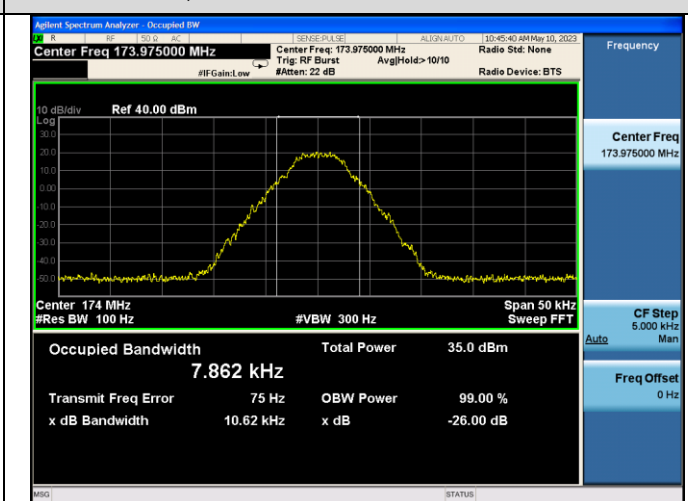 Agilent Spectrum Analyzer - Occupied BW
R RF 50 Ω AC SENSE:PULSE ALIGN AUTO 10:45:40 AM May 10, 2023
Center Freq 173.975000 MHz
Center Freq: 173.975000 MHz
Radio Std: None
Trig: RF Burst Avg|Hold:> 10/10
#IFGain:Low
#Atten: 22 dB
Radio Device: BTS
10 dB/div Ref 40.00 dBm
Log
30.0
20.0
10.0
0.00
-10.0
-20.0
-30.0
-40.0
-50.0
Center 174 MHz Span 50 kHz
#Res BW 100 Hz #VBW 300 Hz Sweep FFT
Occupied Bandwidth Total Power 35.0 dBm
7.862 kHz
Transmit Freq Error 75 Hz OBW Power 99.00 %
x dB Bandwidth 10.62 kHz x dB -26.00 dB
MSG STATUS
Frequency
Center Freq
173.975000 MHz
CF Step
5.000 kHz
Auto Man
Freq Offset
0 Hz